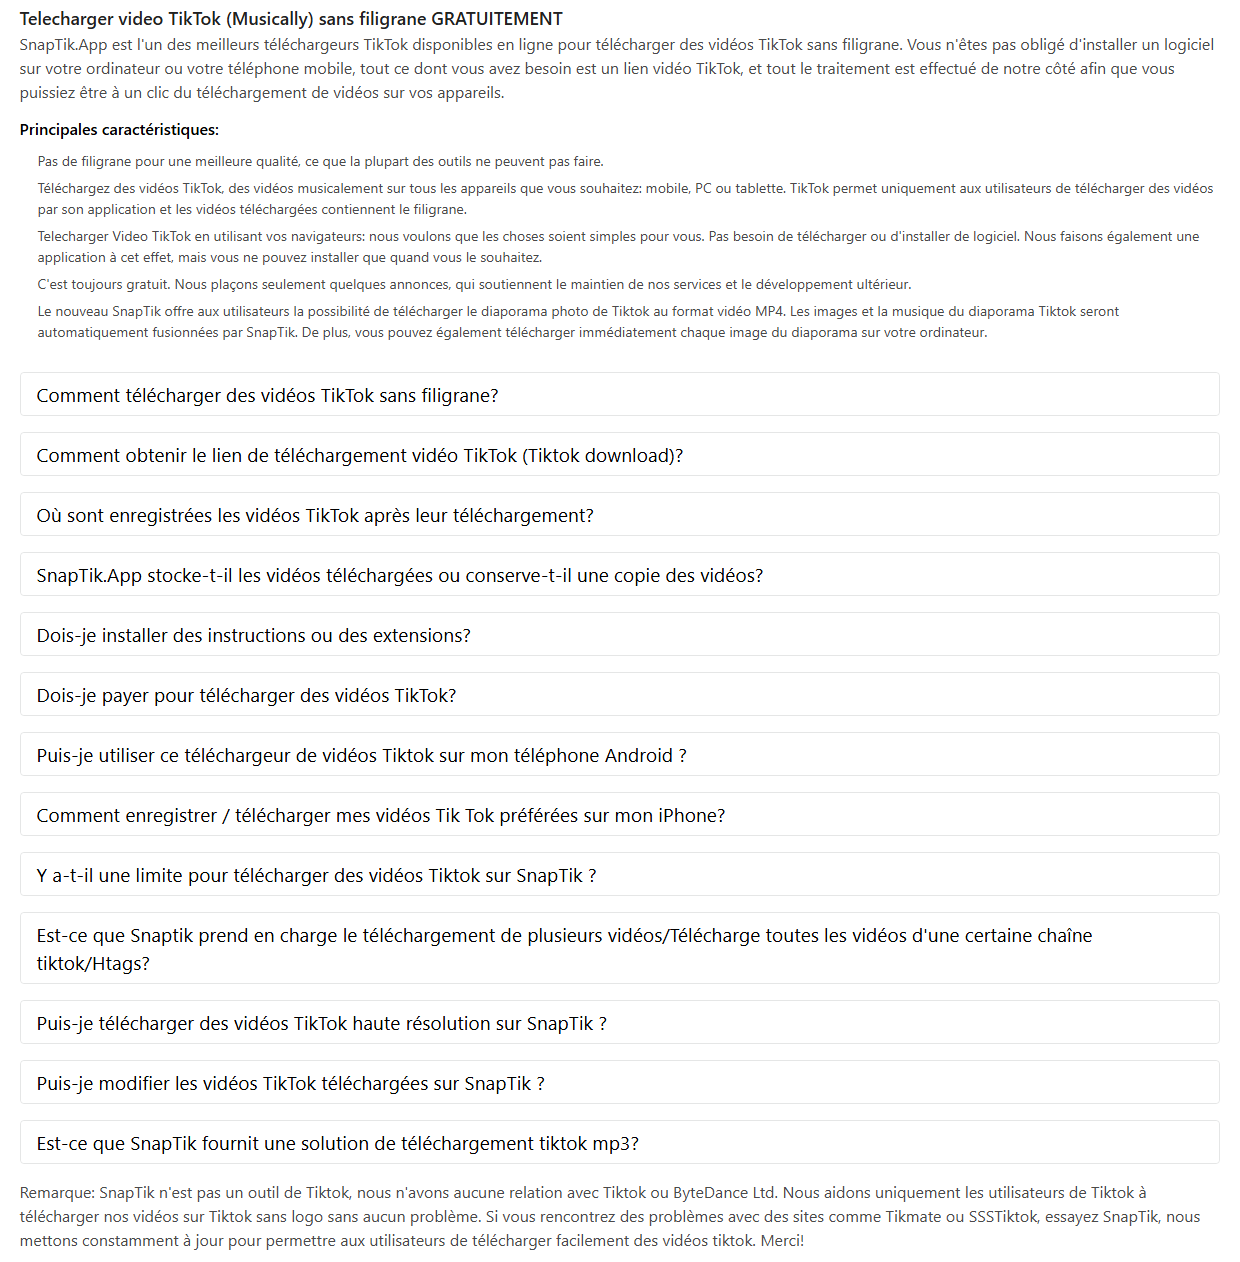 Telecharger video TikTok (Musically) sans filigrane GRATUITEMENT
SnapTik.App est l'un des meilleurs téléchargeurs TikTok disponibles en ligne pour télécharger des vidéos TikTok sans filigrane. Vous n'êtes pas obligé d'installer un logiciel
sur votre ordinateur ou votre téléphone mobile, tout ce dont vous avez besoin est un lien vidéo TikTok, et tout le traitement est effectué de notre côté afin que vous
puissiez être à un clic du téléchargement de vidéos sur vos appareils.
Principales caractéristiques:
Pas de filigrane pour une meilleure qualité, ce que la plupart des outils ne peuvent pas faire.
Téléchargez des vidéos TikTok, des vidéos musicalement sur tous les appareils que vous souhaitez: mobile, PC ou tablette. TikTok permet uniquement aux utilisateurs de télécharger des vidéos
par son application et les vidéos téléchargées contiennent le filigrane.
Telecharger Video TikTok en utilisant vos navigateurs: nous voulons que les choses soient simples pour vous. Pas besoin de télécharger ou d'installer de logiciel. Nous faisons également une
application à cet effet, mais vous ne pouvez installer que quand vous le souhaitez.
C'est toujours gratuit. Nous plaçons seulement quelques annonces, qui soutiennent le maintien de nos services et le développement ultérieur.
Le nouveau SnapTik offre aux utilisateurs la possibilité de télécharger le diaporama photo de Tiktok au format vidéo MP4. Les images et la musique du diaporama Tiktok seront
automatiquement fusionnées par SnapTik. De plus, vous pouvez également télécharger immédiatement chaque image du diaporama sur votre ordinateur.
Comment télécharger des vidéos TikTok sans filigrane?
Comment obtenir le lien de téléchargement vidéo TikTok (Tiktok download)?
Où sont enregistrées les vidéos TikTok après leur téléchargement?
SnapTik.App stocke-t-il les vidéos téléchargées ou conserve-t-il une copie des vidéos?
Dois-je installer des instructions ou des extensions?
Dois-je payer pour télécharger des vidéos TikTok?
Puis-je utiliser ce téléchargeur de vidéos Tiktok sur mon téléphone Android ?
Comment enregistrer / télécharger mes vidéos Tik Tok préférées sur mon iPhone?
Y a-t-il une limite pour télécharger des vidéos Tiktok sur SnapTik ?
Est-ce que Snaptik prend en charge le téléchargement de plusieurs vidéos/Télécharge toutes les vidéos d'une certaine chaîne
tiktok/Htags?
Puis-je télécharger des vidéos TikTok haute résolution sur SnapTik ?
Puis-je modifier les vidéos TikTok téléchargées sur SnapTik ?
Est-ce que SnapTik fournit une solution de téléchargement tiktok mp3?
Remarque: SnapTik n'est pas un outil de Tiktok, nous n'avons aucune relation avec Tiktok ou ByteDance Ltd. Nous aidons uniquement les utilisateurs de Tiktok à
télécharger nos vidéos sur Tiktok sans logo sans aucun problème. Si vous rencontrez des problèmes avec des sites comme Tikmate ou SSSTiktok, essayez SnapTik, nous
mettons constamment à jour pour permettre aux utilisateurs de télécharger facilement des vidéos tiktok. Merci!